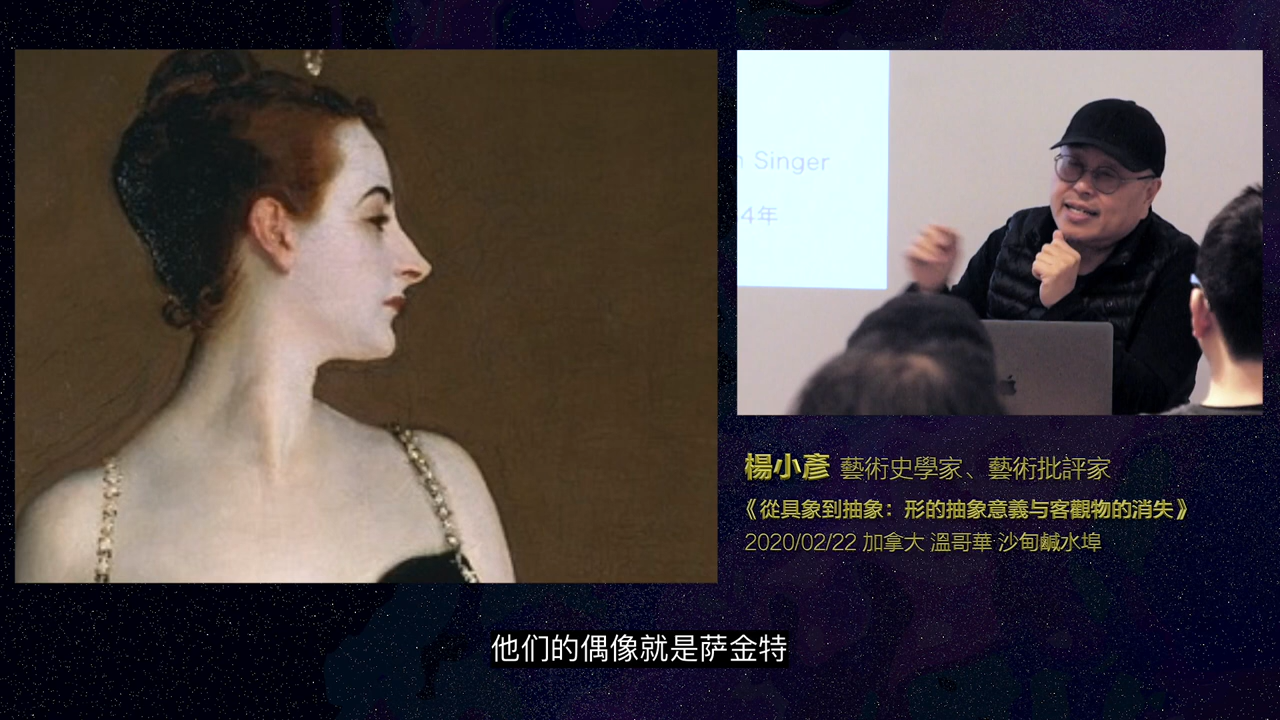 n Singer
4年
楊小彥 藝術史學家、藝術批評家
《從具象到抽象：形的抽象意義与客觀物的消失》
2020/02/22 加拿大 溫哥華 沙甸鹹水埠
他们的偶像就是萨金特